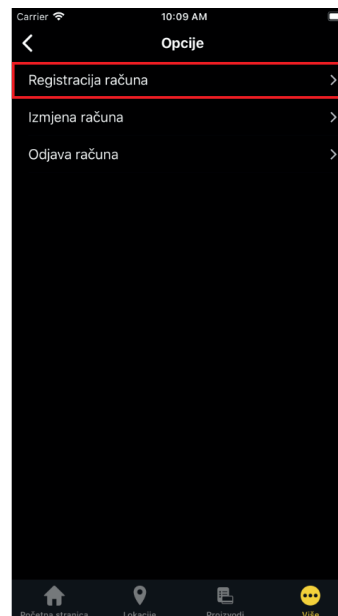 Carrier 10:09 AM
Opcije
Registracija računa
Izmjena računa
Odjava računa
Početna stranica Lokacije Proizvodi Više